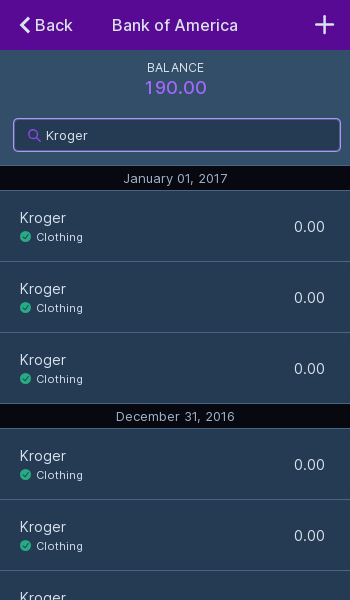 Back
Bank of America
BALANCE
190.00
Kroger
January 01, 2017
Kroger
0.00
Clothing
Kroger
0.00
Clothing
Kroger
0.00
Clothing
December 31, 2016
Kroger
0.00
Clothing
Kroger
0.00
Clothing
Kroger